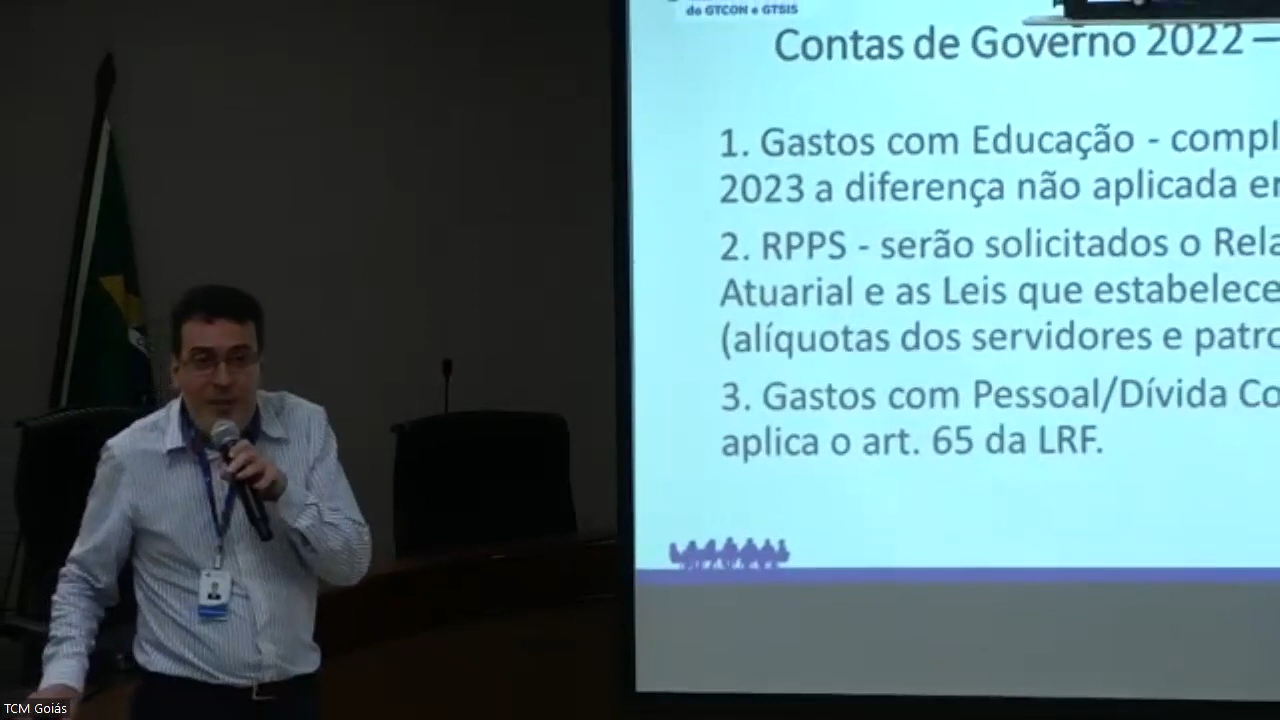 do GTCON e GTSIS
Contas de Governo 2022 –
1. Gastos com Educação - compl
2023 a diferença não aplicada en
2. RPPS - serão solicitados o Rela
Atuarial e as Leis que estabelece
(alíquotas dos servidores e patro
3. Gastos com Pessoal/Dívida Co
aplica o art. 65 da LRF.
TCM Goiás